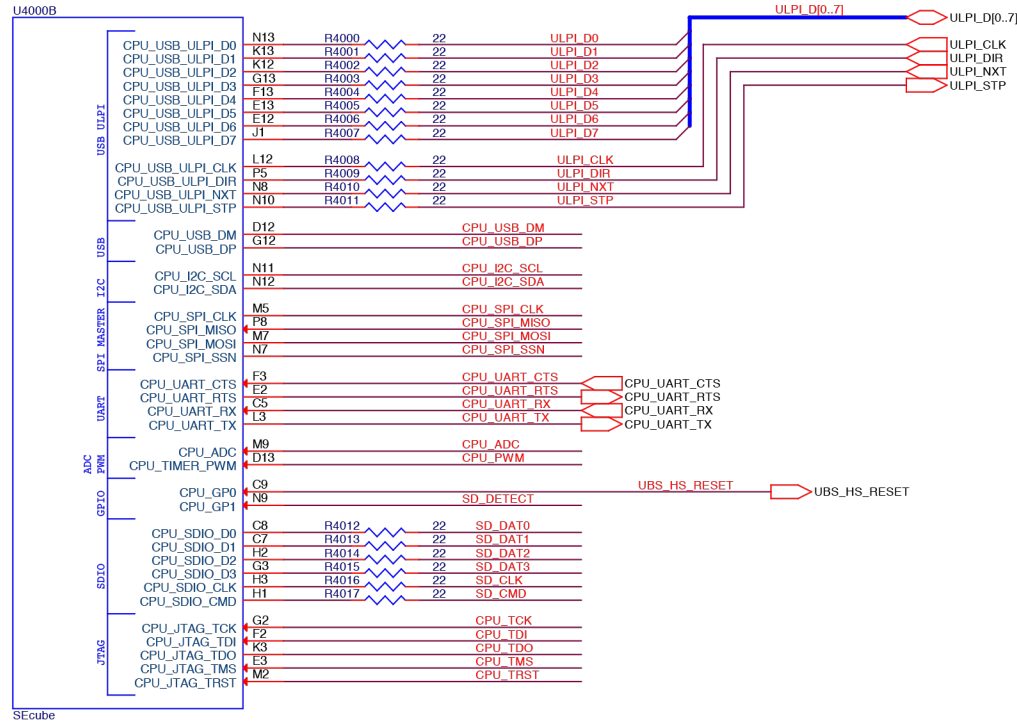 U4000B
ULPI_D[0..7]
ULPI_D[0..7]
USB ULPI
CPU_USB_ULPI_D0 N13 R4000 22 ULPI_D0
CPU_USB_ULPI_D1 K13 R4001 22 ULPI_D1
CPU_USB_ULPI_D2 K12 R4002 22 ULPI_D2
CPU_USB_ULPI_D3 G13 R4003 22 ULPI_D3
CPU_USB_ULPI_D4 F13 R4004 22 ULPI_D4
CPU_USB_ULPI_D5 E13 R4005 22 ULPI_D5
CPU_USB_ULPI_D6 E12 R4006 22 ULPI_D6
CPU_USB_ULPI_D7 J1 R4007 22 ULPI_D7
ULPI_CLK
ULPI_DIR
ULPI_NXT
ULPI_STP
CPU_USB_ULPI_CLK L12 R4008 22 ULPI_CLK
CPU_USB_ULPI_DIR P5 R4009 22 ULPI_DIR
CPU_USB_ULPI_NXT N8 R4010 22 ULPI_NXT
CPU_USB_ULPI_STP N10 R4011 22 ULPI_STP
USB
CPU_USB_DM D12 CPU_USB_DM
CPU_USB_DP G12 CPU_USB_DP
I2C
CPU_I2C_SCL N11 CPU_I2C_SCL
CPU_I2C_SDA N12 CPU_I2C_SDA
SPI MASTER
CPU_SPI_CLK M5 CPU_SPI_CLK
CPU_SPI_MISO P8 CPU_SPI_MISO
CPU_SPI_MOSI M7 CPU_SPI_MOSI
CPU_SPI_SSN N7 CPU_SPI_SSN
UART
CPU_UART_CTS F3 CPU_UART_CTS CPU_UART_CTS
CPU_UART_RTS E2 CPU_UART_RTS CPU_UART_RTS
CPU_UART_RX C5 CPU_UART_RX CPU_UART_RX
CPU_UART_TX L3 CPU_UART_TX CPU_UART_TX
ADC
PWM
CPU_ADC M9 CPU_ADC
CPU_TIMER_PWM D13 CPU_PWM
GPIO
CPU_GP0 C9 UBS_HS_RESET UBS_HS_RESET
CPU_GP1 N9 SD_DETECT
SDIO
CPU_SDIO_D0 C8 R4012 22 SD_DAT0
CPU_SDIO_D1 C7 R4013 22 SD_DAT1
CPU_SDIO_D2 H2 R4014 22 SD_DAT2
CPU_SDIO_D3 G3 R4015 22 SD_DAT3
CPU_SDIO_CLK H3 R4016 22 SD_CLK
CPU_SDIO_CMD H1 R4017 22 SD_CMD
JTAG
CPU_JTAG_TCK G2 CPU_TCK
CPU_JTAG_TDI F2 CPU_TDI
CPU_JTAG_TDO K3 CPU_TDO
CPU_JTAG_TMS E3 CPU_TMS
CPU_JTAG_TRST M2 CPU_TRST
SEcube